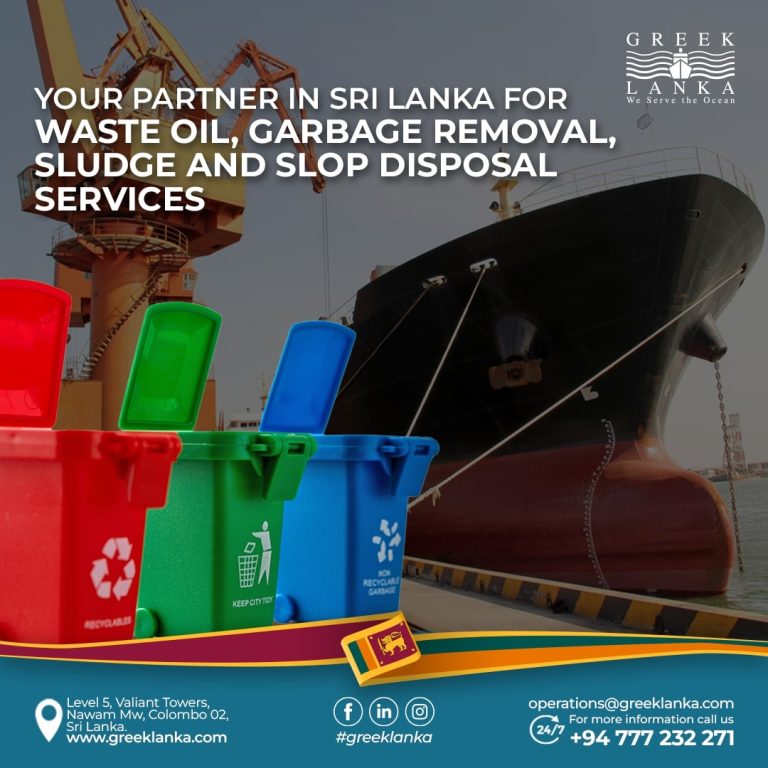 GREEK
LANKA
We Serve the Ocean
YOUR PARTNER IN SRI LANKA FOR
WASTE OIL, GARBAGE REMOVAL,
SLUDGE AND SLOP DISPOSAL
SERVICES
RECYCLABLES
KEEP CITY TIDY
NON
RECYCLABLE
GARBAGE
Level 5, Valiant Towers,
Nawam Mw, Colombo 02,
Sri Lanka.
www.greeklanka.com
#greeklanka
operations@greeklanka.com
24/7
For more information call us
+94 777 232 271